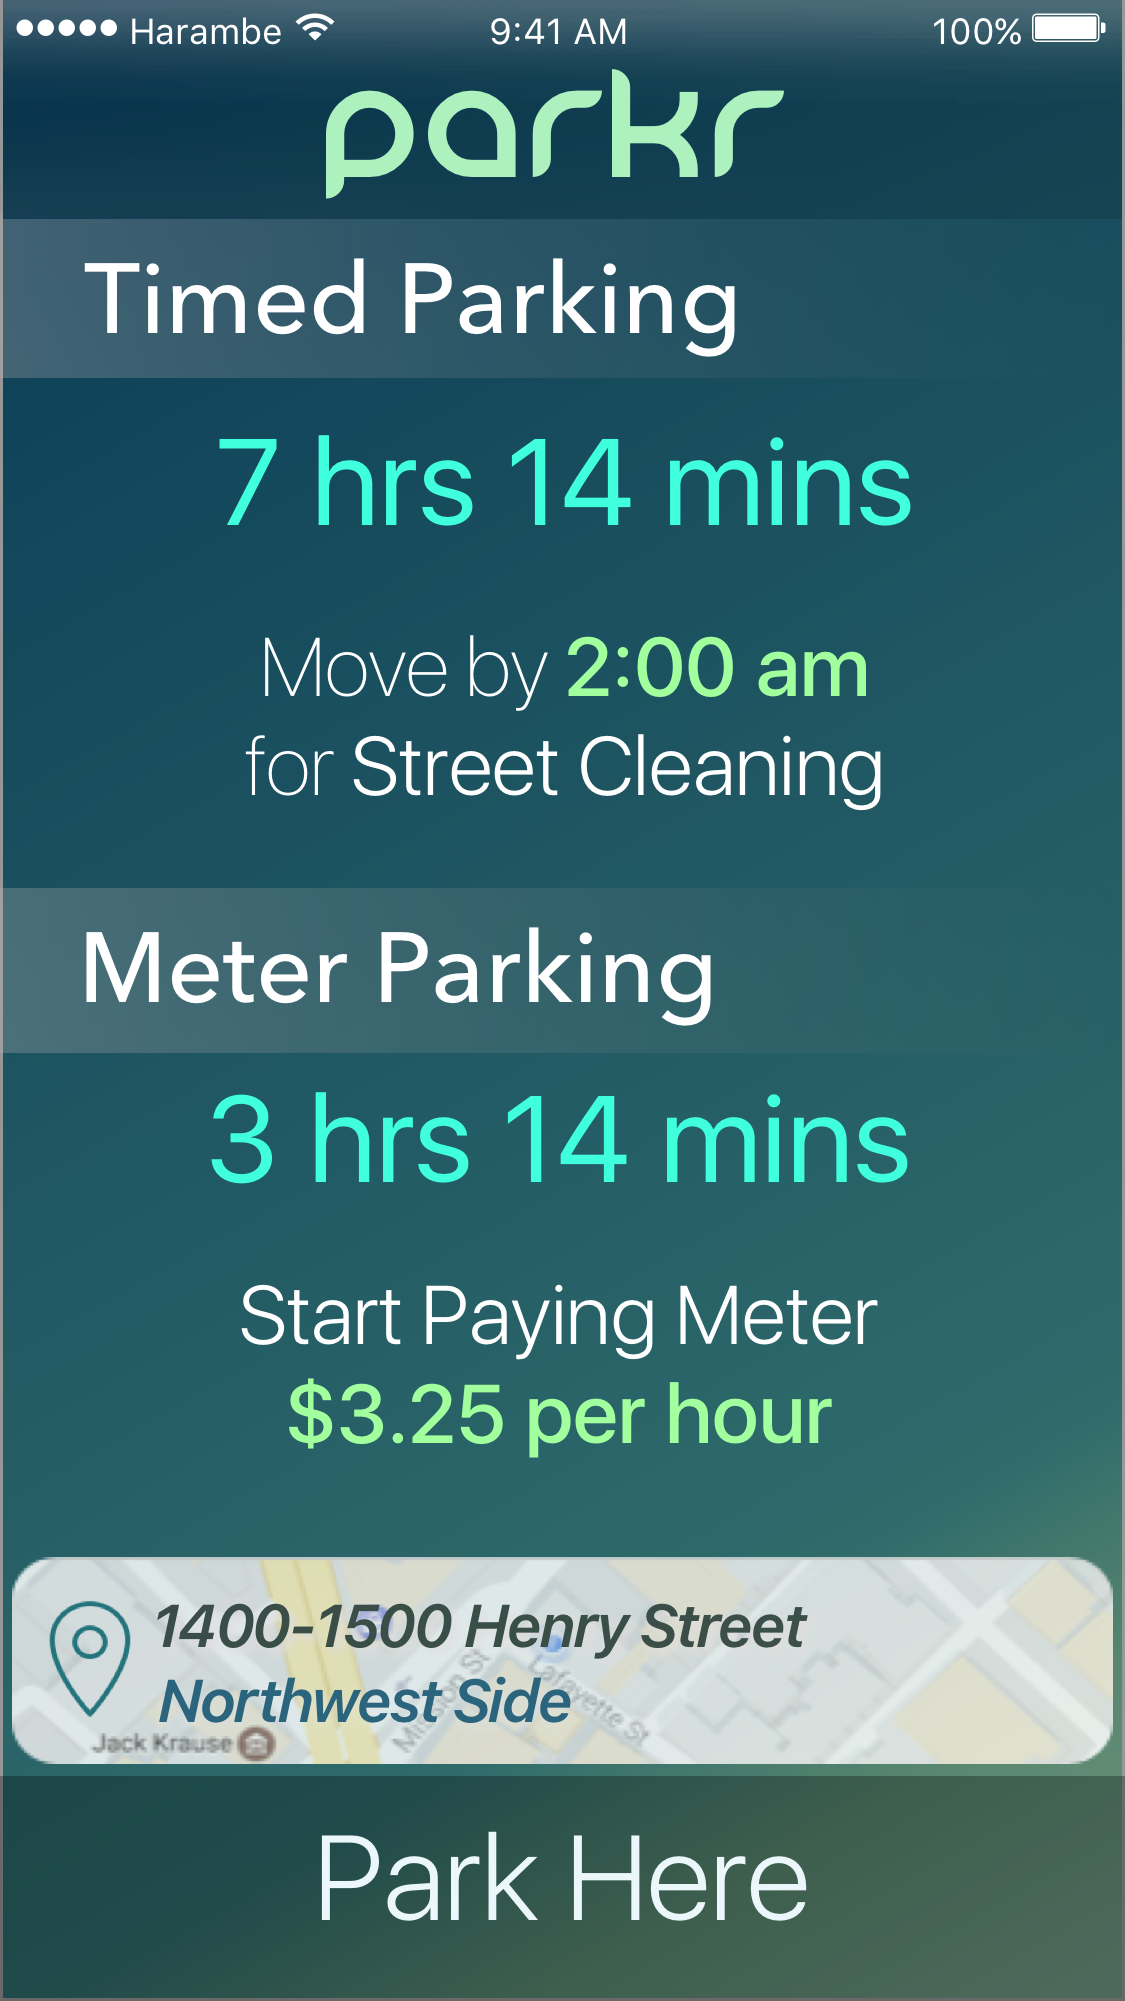 Harambe 9:41 AM 100%
parkr
Timed Parking
7 hrs 14 mins
Move by 2:00 am
for Street Cleaning
Meter Parking
3 hrs 14 mins
Start Paying Meter
$3.25 per hour
1400-1500 Henry Street
Northwest Side
Mission St
Lafayette St
Jack Krause
Park Here